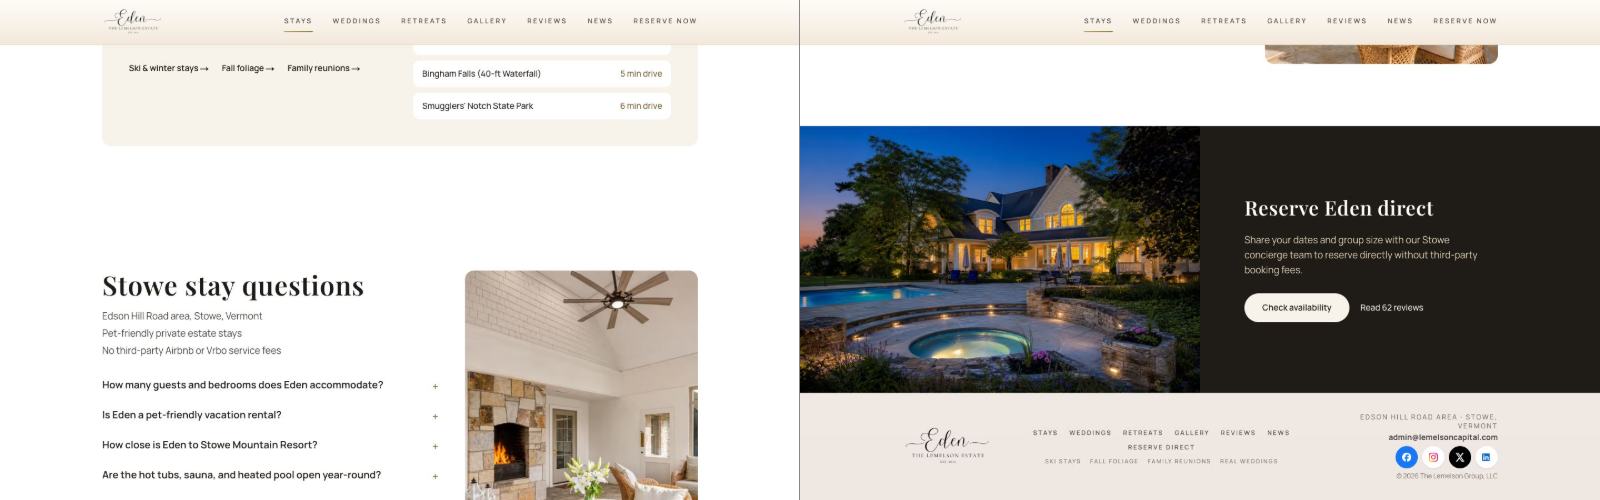 Eden
THE LEMELSON ESTATE
STAYS WEDDINGS RETREATS GALLERY REVIEWS NEWS RESERVE NOW
Ski & winter stays → Fall foliage → Family reunions →
Bingham Falls (40-ft Waterfall) 5 min drive
Smugglers' Notch State Park 6 min drive
Stowe stay questions
Edson Hill Road area, Stowe, Vermont
Pet-friendly private estate stays
No third-party Airbnb or Vrbo service fees
How many guests and bedrooms does Eden accommodate? +
Is Eden a pet-friendly vacation rental? +
How close is Eden to Stowe Mountain Resort? +
Are the hot tubs, sauna, and heated pool open year-round? +
Eden
THE LEMELSON ESTATE
STAYS WEDDINGS RETREATS GALLERY REVIEWS NEWS RESERVE NOW
Reserve Eden direct
Share your dates and group size with our Stowe
concierge team to reserve directly without third-party
booking fees.
Check availability Read 62 reviews
Eden
THE LEMELSON ESTATE
STAYS WEDDINGS RETREATS GALLERY REVIEWS NEWS
RESERVE DIRECT
SKI STAYS FALL FOLIAGE FAMILY REUNIONS REAL WEDDINGS
EDSON HILL ROAD AREA · STOWE,
VERMONT
admin@lemelsoncapital.com
© 2026 The Lemelson Group, LLC